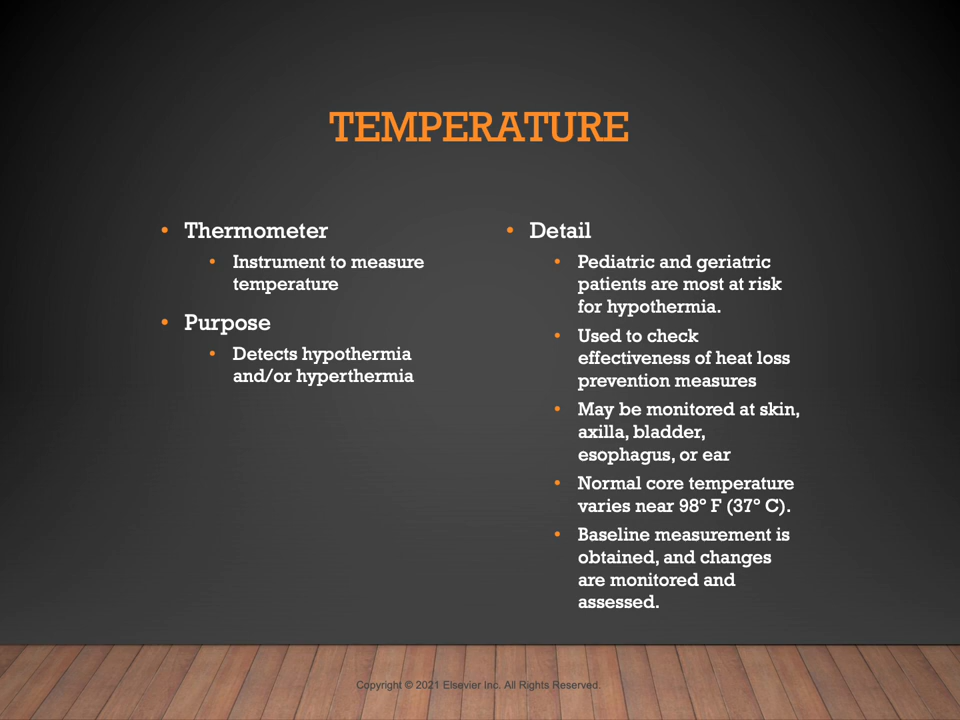 TEMPERATURE
• Thermometer
• Instrument to measure
temperature
• Purpose
• Detects hypothermia
and/or hyperthermia
• Detail
• Pediatric and geriatric
patients are most at risk
for hypothermia.
• Used to check
effectiveness of heat loss
prevention measures
• May be monitored at skin,
axilla, bladder,
esophagus, or ear
• Normal core temperature
varies near 98° F (37° C).
• Baseline measurement is
obtained, and changes
are monitored and
assessed.
Copyright © 2021 Elsevier Inc. All Rights Reserved.